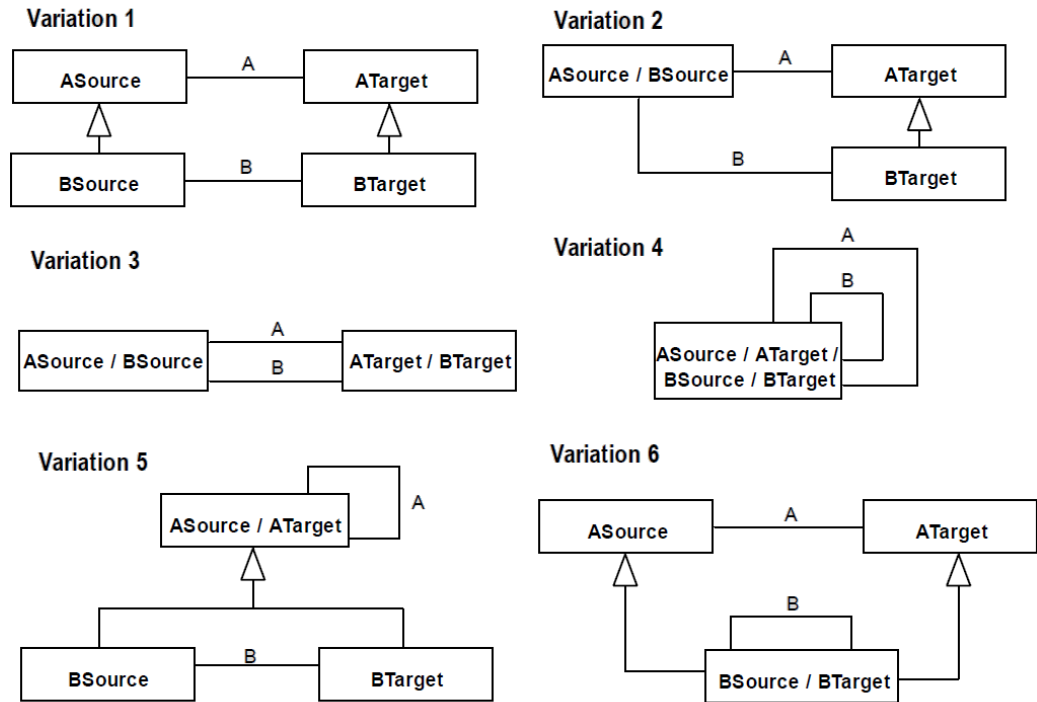 Variation 1
ASource
A
ATarget
BSource
B
BTarget
Variation 2
ASource / BSource
A
ATarget
B
BTarget
Variation 3
ASource / BSource
A
B
ATarget / BTarget
Variation 4
A
B
ASource / ATarget /
BSource / BTarget
Variation 5
ASource / ATarget
A
BSource
B
BTarget
Variation 6
ASource
A
ATarget
B
BSource / BTarget